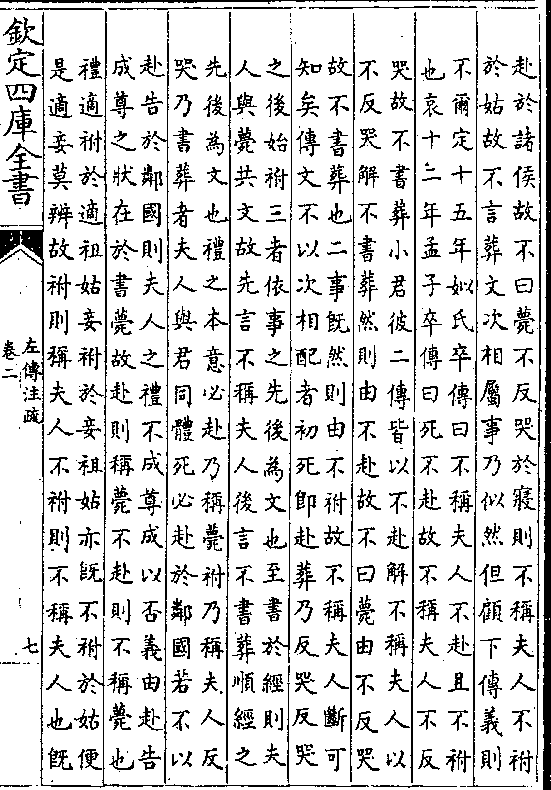 赴於諸侯故不曰薨不反哭於寢則不稱夫人不祔
於姑故不言葬文次相屬事乃似然但顧下傳義則
不爾定十五年姒氏卒傳曰不稱夫人不赴且不祔
也哀十二年孟子卒傳曰死不赴故不稱夫人不反
哭故不書葬小君彼二傳皆以不赴解不稱夫人以
不反哭解不書葬然則由不赴故不曰薨由不反哭
故不書葬也二事既然則由不祔故不稱夫人斷可
知矣傳文不以次相配者初死即赴葬乃反哭反哭
之後始祔三者依事之先後為文也至書於經則夫
人與薨共文故先言不稱夫人後言不書葬順經之
先後為文也禮之本意必赴乃稱薨祔乃稱夫人反
哭乃書葬者夫人與君同體死必赴於鄰國若不以
赴告於鄰國則夫人之禮不成尊成以否義由赴告
成尊之狀在於書薨故赴則稱薨不赴則不稱薨也
禮適祔於適祖姑妾祔於妾祖姑亦既不祔於姑便
是適妾莫辨故祔則稱夫人不祔則不稱夫人也既
欽定四庫全書
左傳注疏
卷二
七